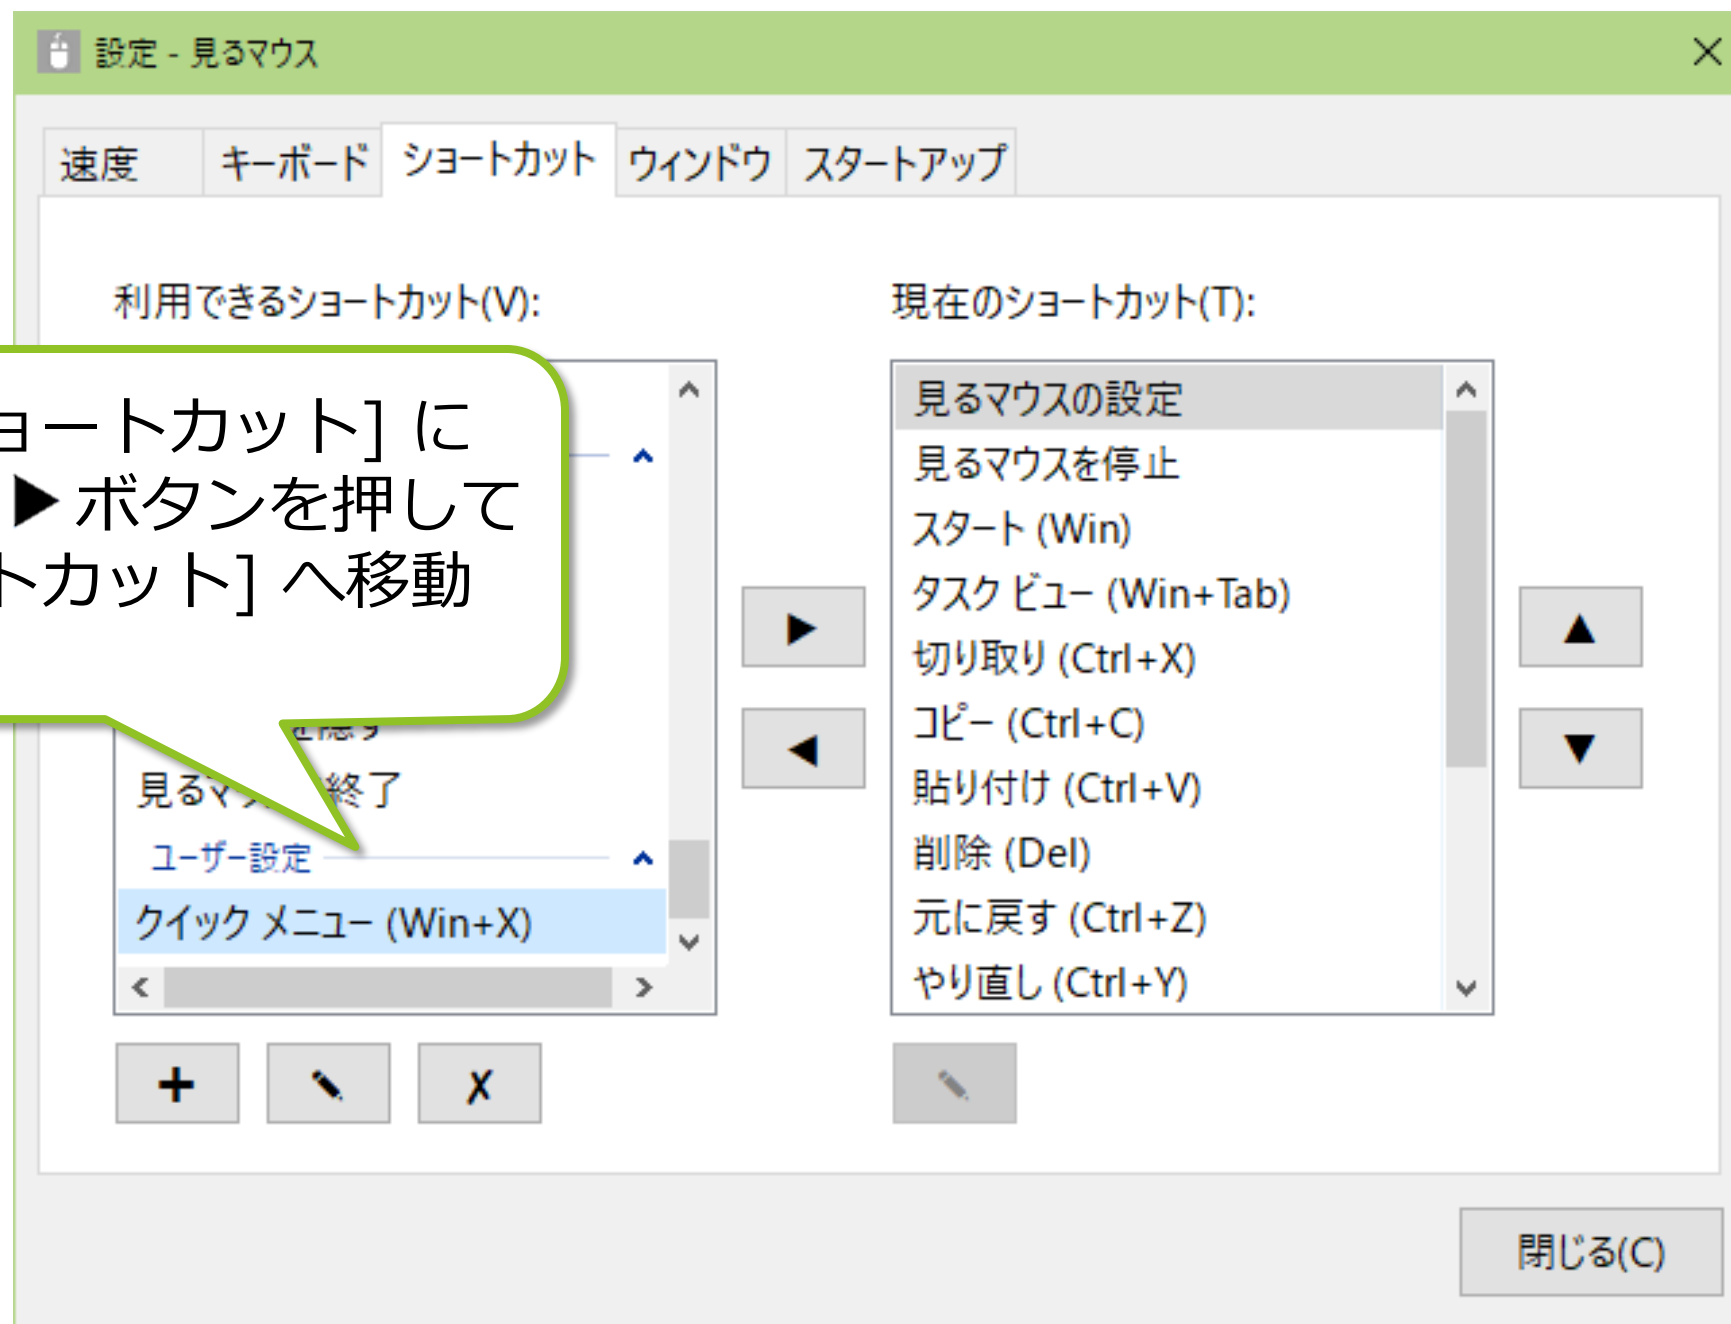 設定 - 見るマウス
速度 キーボード ショートカット ウィンドウ スタートアップ
利用できるショートカット(V):
ョートカット] に
▶ ボタンを押して
トカット] へ移動
を隠す
見るマ 終了
ユーザー設定
クイック メニュー (Win+X)
現在のショートカット(T):
見るマウスの設定
見るマウスを停止
スタート (Win)
タスク ビュー (Win+Tab)
切り取り (Ctrl+X)
コピー (Ctrl+C)
貼り付け (Ctrl+V)
削除 (Del)
元に戻す (Ctrl+Z)
やり直し (Ctrl+Y)
閉じる(C)